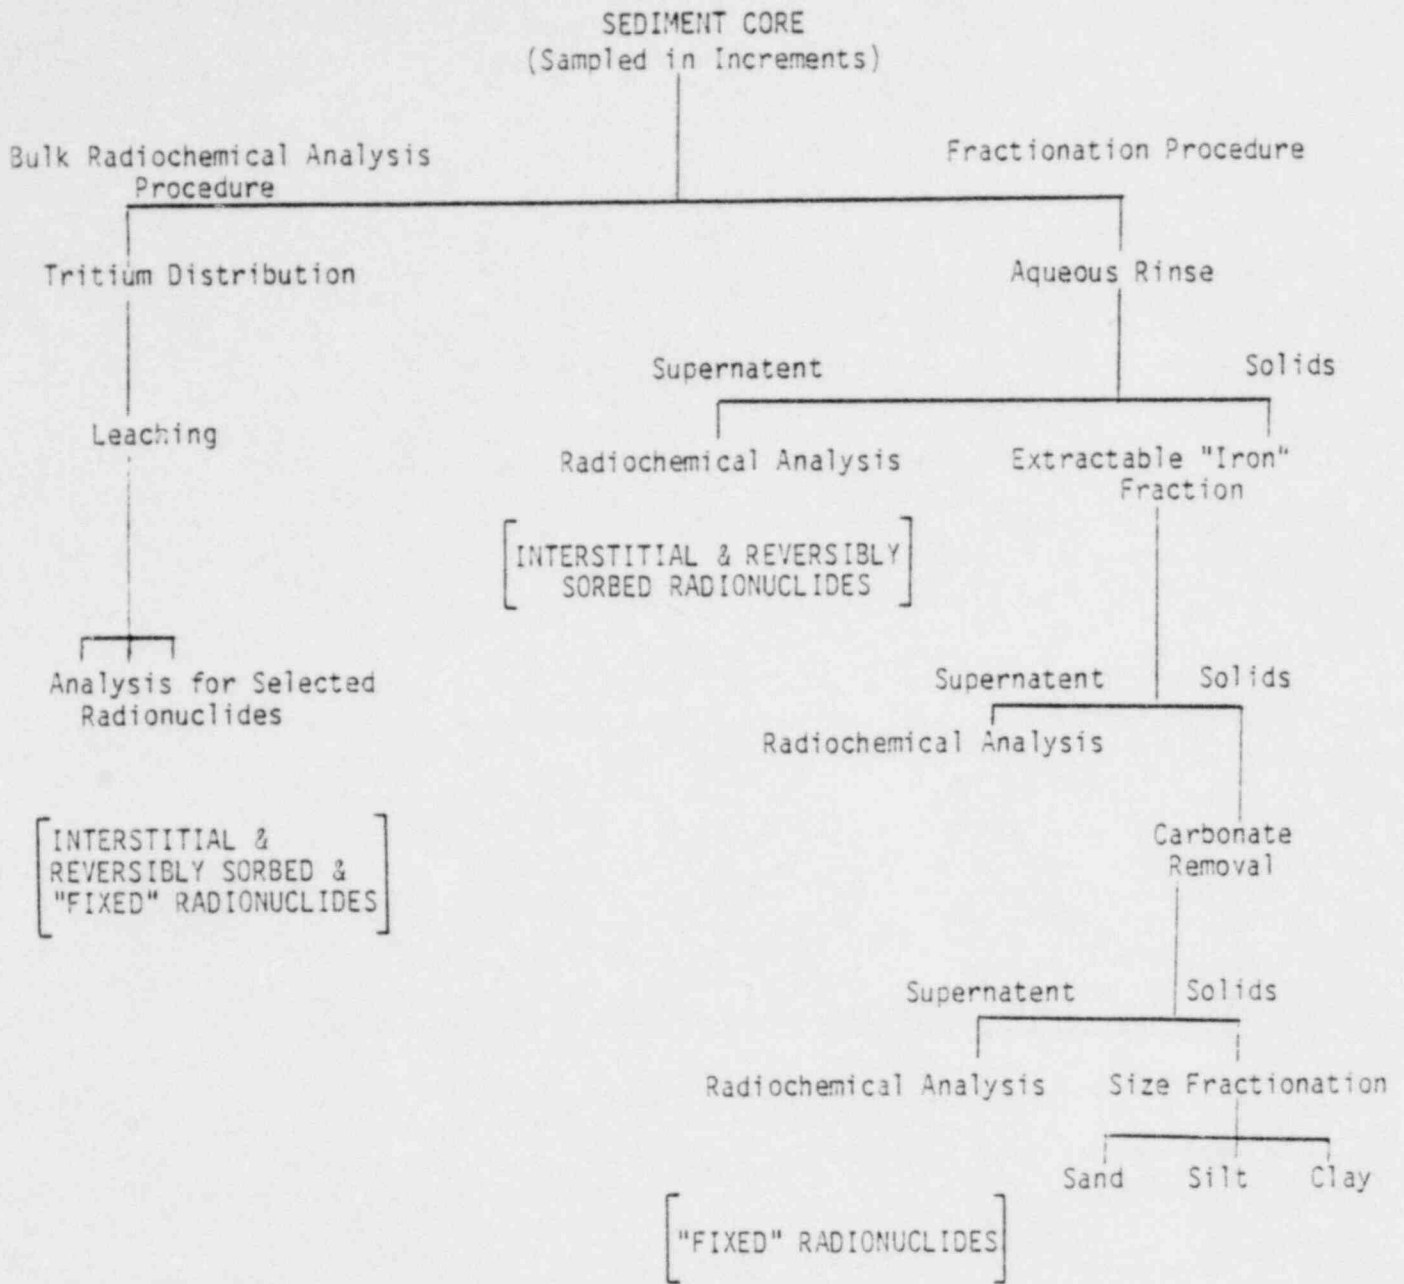 SEDIMENT CORE
(Sampled in Increments)
Bulk Radiochemical Analysis
Procedure
Fractionation Procedure
Tritium Distribution
Aqueous Rinse
Supernatent
Solids
Leaching
Radiochemical Analysis
Extractable "Iron"
Fraction
INTERSTITIAL & REVERSIBLY
SORBED RADIONUCLIDES
Analysis for Selected
Radionuclides
Supernatent
Solids
Radiochemical Analysis
INTERSTITIAL &
REVERSIBLY SORBED &
"FIXED" RADIONUCLIDES
Carbonate
Removal
Supernatent
Solids
Radiochemical Analysis
Size Fractionation
Sand
Silt
Clay
"FIXED" RADIONUCLIDES